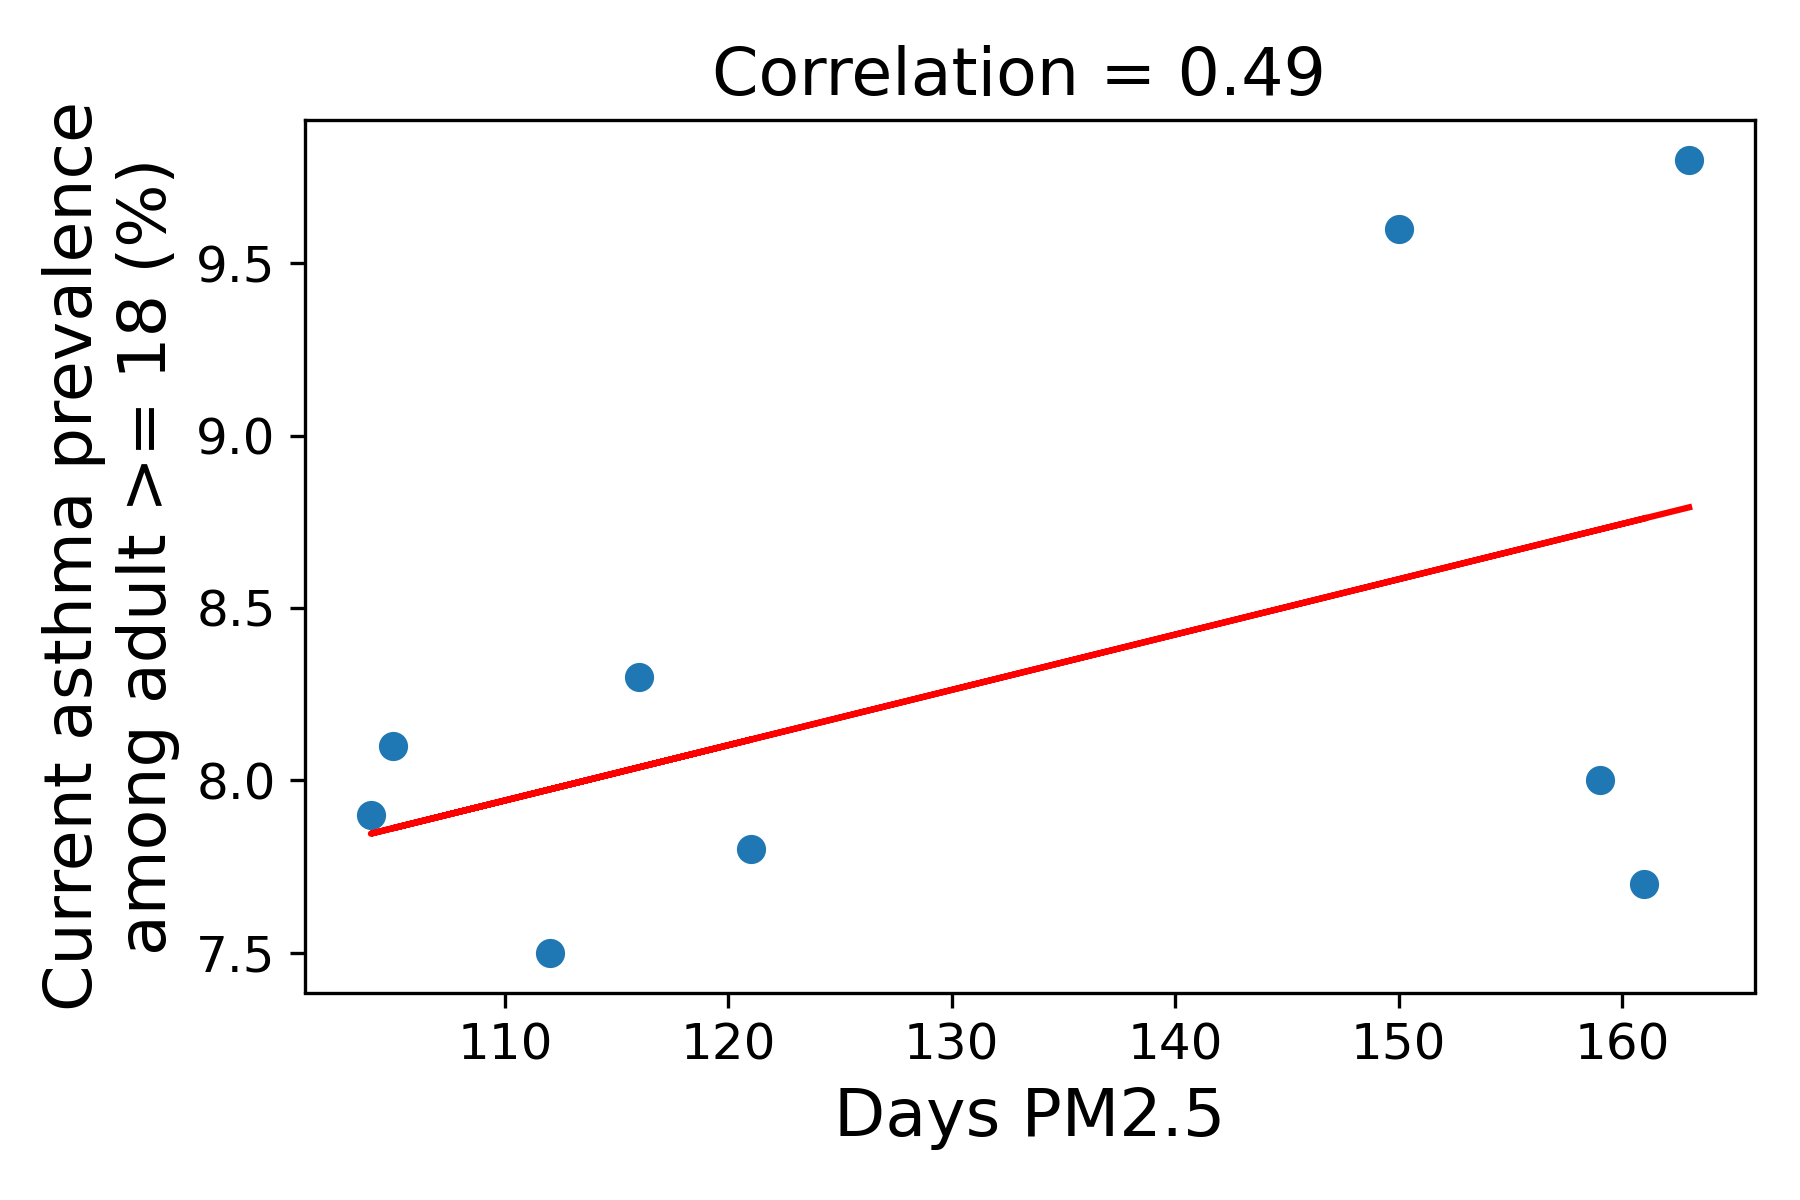 Correlation = 0.49
Current asthma prevalence
among adult >= 18 (%)
9.5
9.0
8.5
8.0
7.5
110 120 130 140 150 160
Days PM2.5